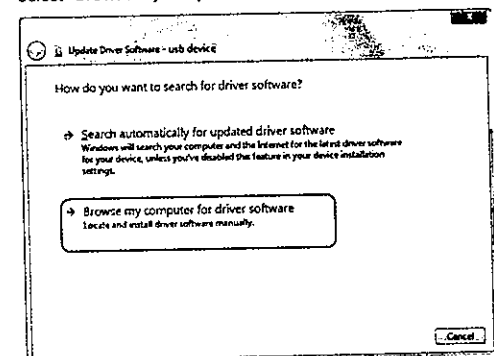 Update Driver Software - usb device
How do you want to search for driver software?
Search automatically for updated driver software
Windows will search your computer and the Internet for the latest driver software
for your device, unless you've disabled this feature in your device installation
settings.
Browse my computer for driver software
Locate and install driver software manually.
Cancel